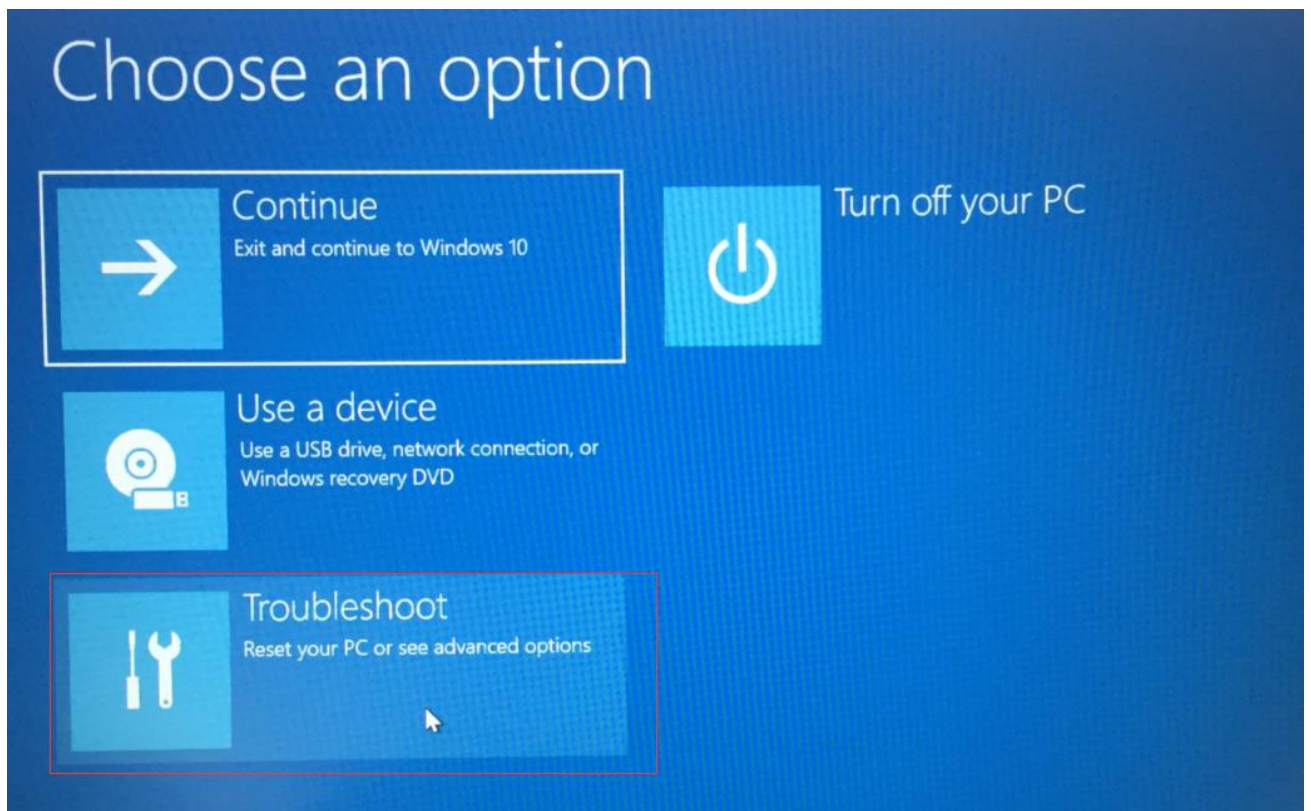 Choose an option
Continue
Exit and continue to Windows 10
Turn off your PC
Use a device
Use a USB drive, network connection, or
Windows recovery DVD
Troubleshoot
Reset your PC or see advanced options